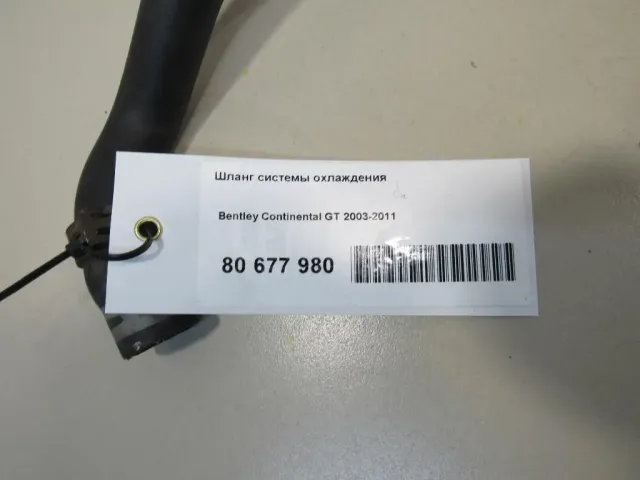 Шланг системы охлаждения
Bentley Continental GT 2003-2011
80 677 980